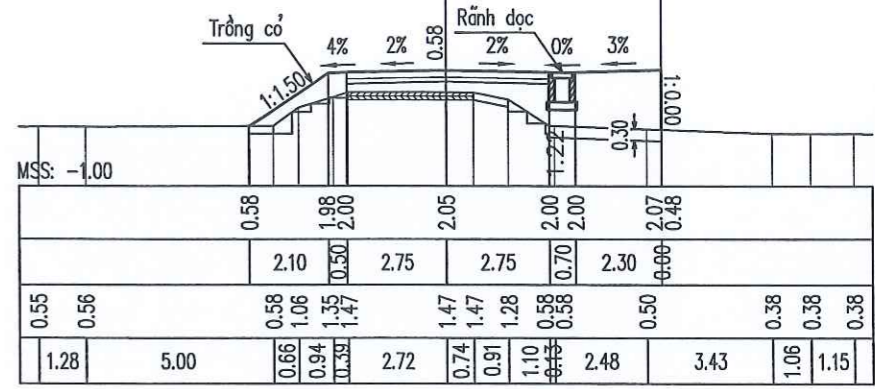 Trồng cỏ
Rãnh dọc
4% 2% 0.58 2% 0% 3%
1:1.50
1:0.00
1:2.2
0.30
MSS: -1.00
0.58 1.98 2.00 2.05 2.00 2.00 2.07 0.48
2.10 0.50 2.75 2.75 0.70 2.30 0.00
0.55 0.56 0.58 1.06 1.35 1.47 1.47 1.47 1.28 0.58 0.58 0.50 0.38 0.38 0.38
1.28 5.00 0.66 0.94 0.39 2.72 0.74 0.91 1.10 0.13 2.48 3.43 1.06 1.15